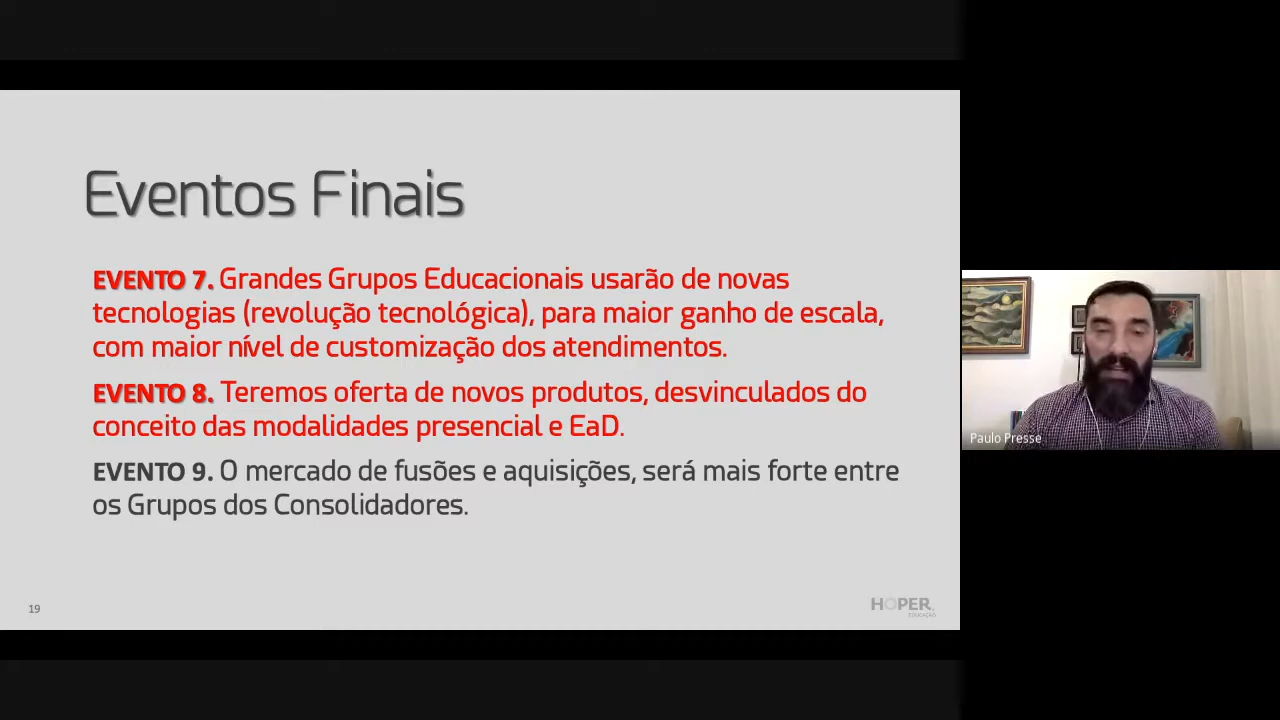 Eventos Finais
EVENTO 7. Grandes Grupos Educacionais usarão de novas
tecnologias (revolução tecnológica), para maior ganho de escala,
com maior nível de customização dos atendimentos.
EVENTO 8. Teremos oferta de novos produtos, desvinculados do
conceito das modalidades presencial e EaD.
EVENTO 9. O mercado de fusões e aquisições, será mais forte entre
os Grupos dos Consolidadores.
19
HOPER
EDUCAÇÃO
Paulo Presse